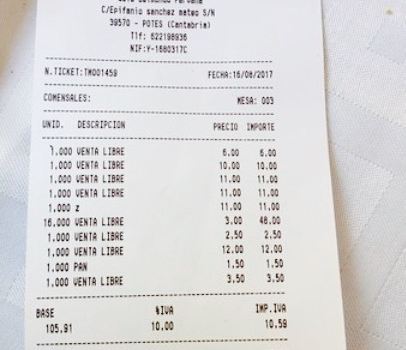 C/Epifanio sanchez mateo S/N
39570 - POTES (Cantabria)
Tlf: 622198936
NIF:Y-1680317C
N.TICKET:TM001459 FECHA:16/08/2017
COMENSALES: MESA: 003
UNID. DESCRIPCION PRECIO IMPORTE
1,000 VENTA LIBRE 6.00 6.00
1,000 VENTA LIBRE 10.00 10.00
1,000 VENTA LIBRE 11.00 11.00
1,000 VENTA LIBRE 11.00 11.00
1,000 z 11.00 11.00
16,000 VENTA LIBRE 3.00 48.00
1,000 VENTA LIBRE 2.50 2.50
1,000 VENTA LIBRE 12.00 12.00
1,000 PAN 1.50 1.50
1,000 VENTA LIBRE 3.50 3.50
BASE %IVA IMP.IVA
105.91 10.00 10.59